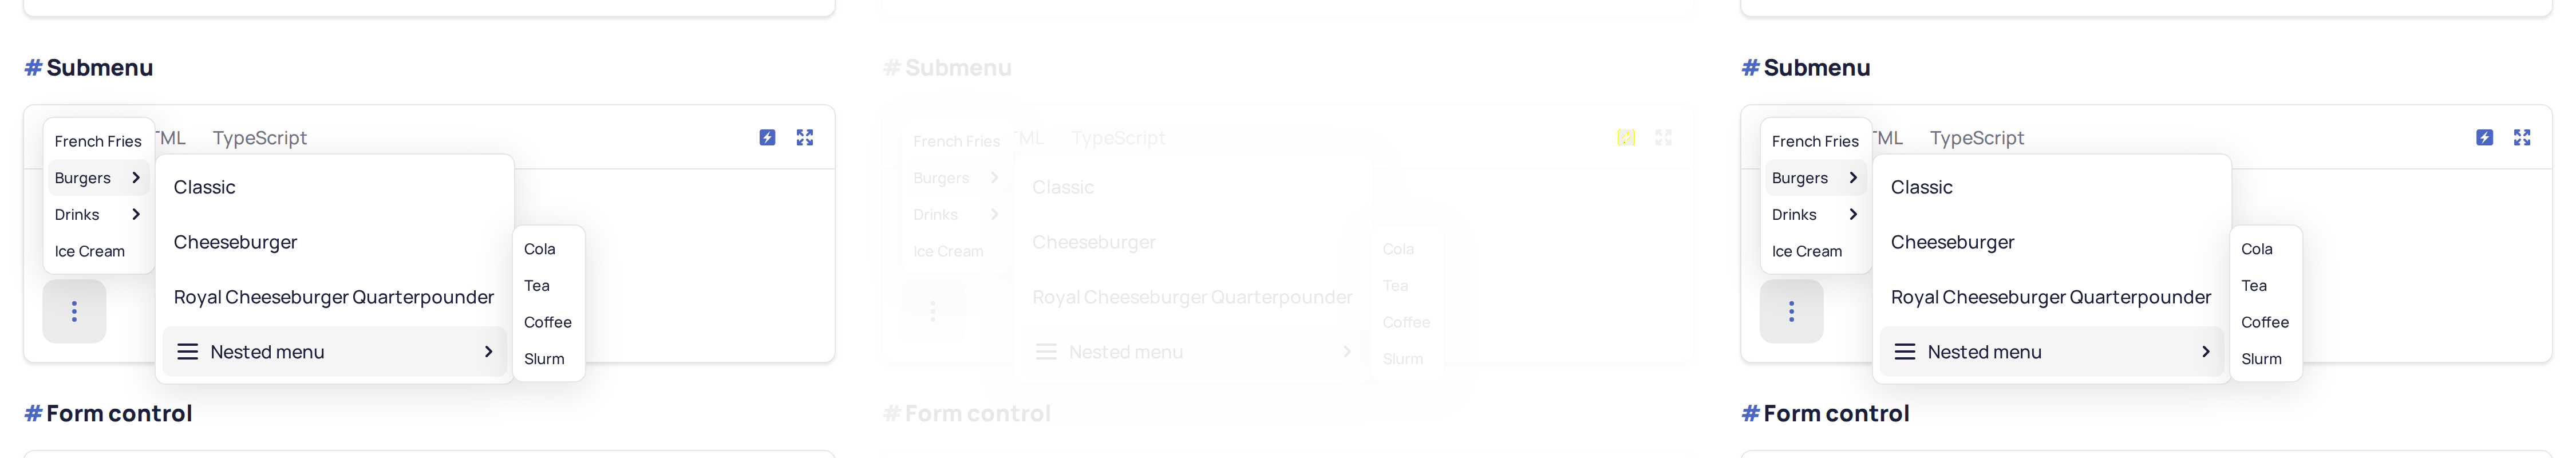 # Submenu
French Fries
TML TypeScript
Burgers
Drinks
Ice Cream
Classic
Cheeseburger
Royal Cheeseburger Quarterpounder
Nested menu
Cola
Tea
Coffee
Slurm
# Form control
# Submenu
French Fries
ML TypeScript
Burgers
Drinks
Ice Cream
Classic
Cheeseburger
Royal Cheeseburger Quarterpounder
Nested menu
Cola
Tea
Coffee
Slurm
# Form control
# Submenu
French Fries
ML TypeScript
Burgers
Drinks
Ice Cream
Classic
Cheeseburger
Royal Cheeseburger Quarterpounder
Nested menu
Cola
Tea
Coffee
Slurm
# Form control